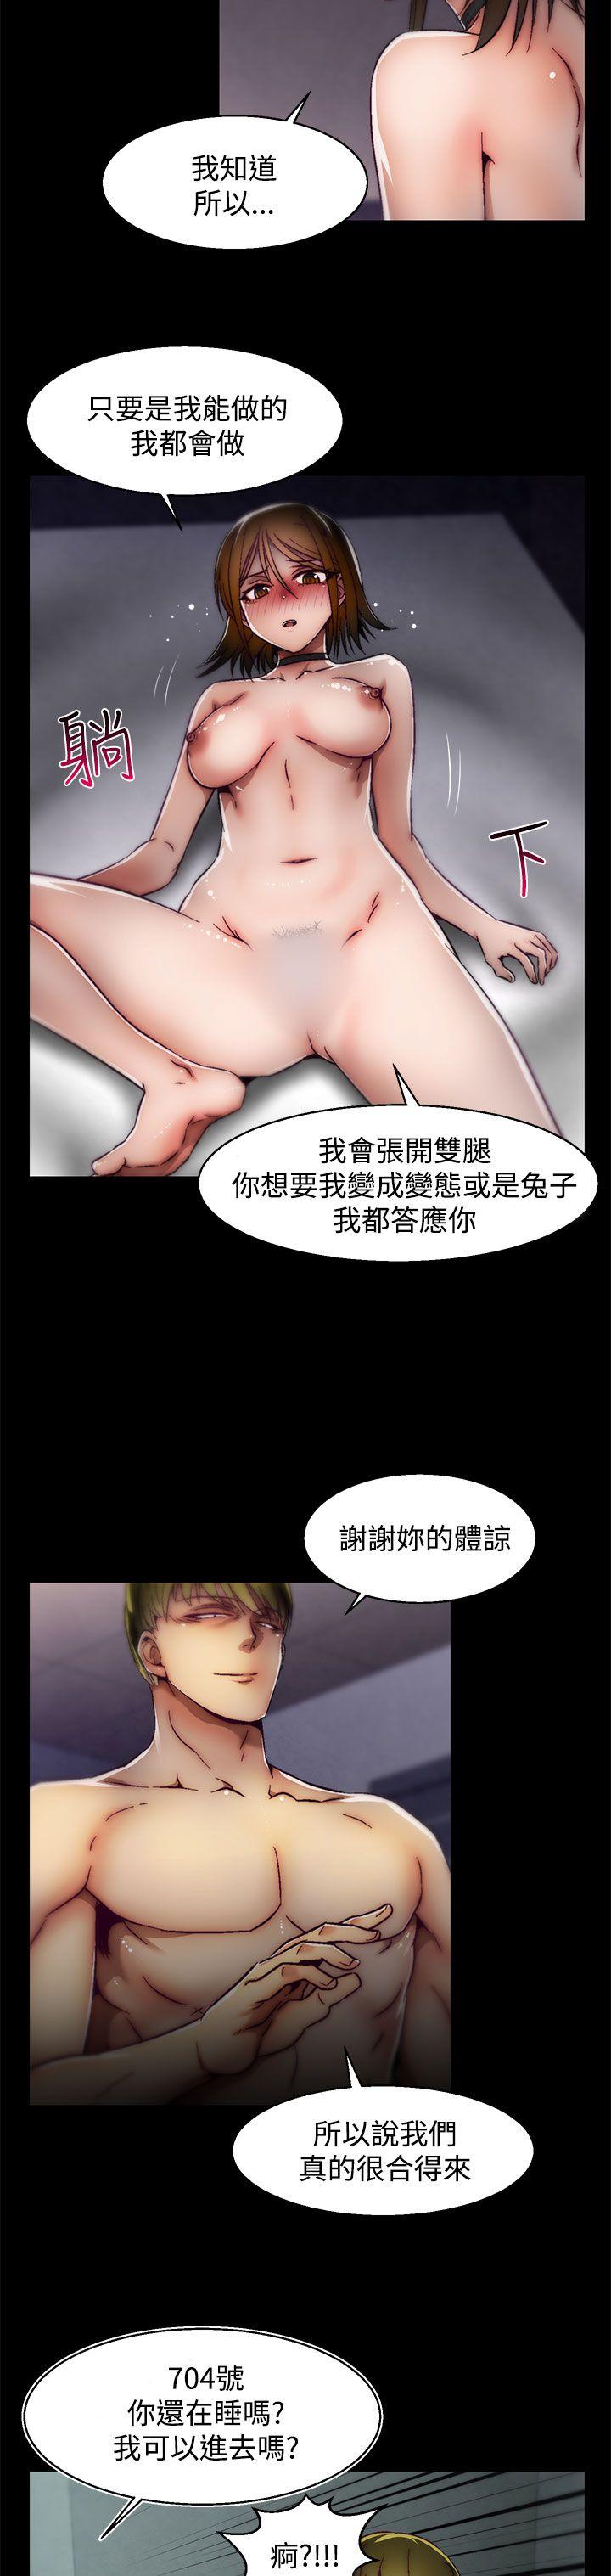 我知道
所以...
只要是我能做的
我都會做
躺
下
我會張開雙腿
你想要我變成變態或是兔子
我都答應你
謝謝妳的體諒
所以說我們
真的很合得來
704號
你還在睡嗎?
我可以進去嗎?
痾?!!!